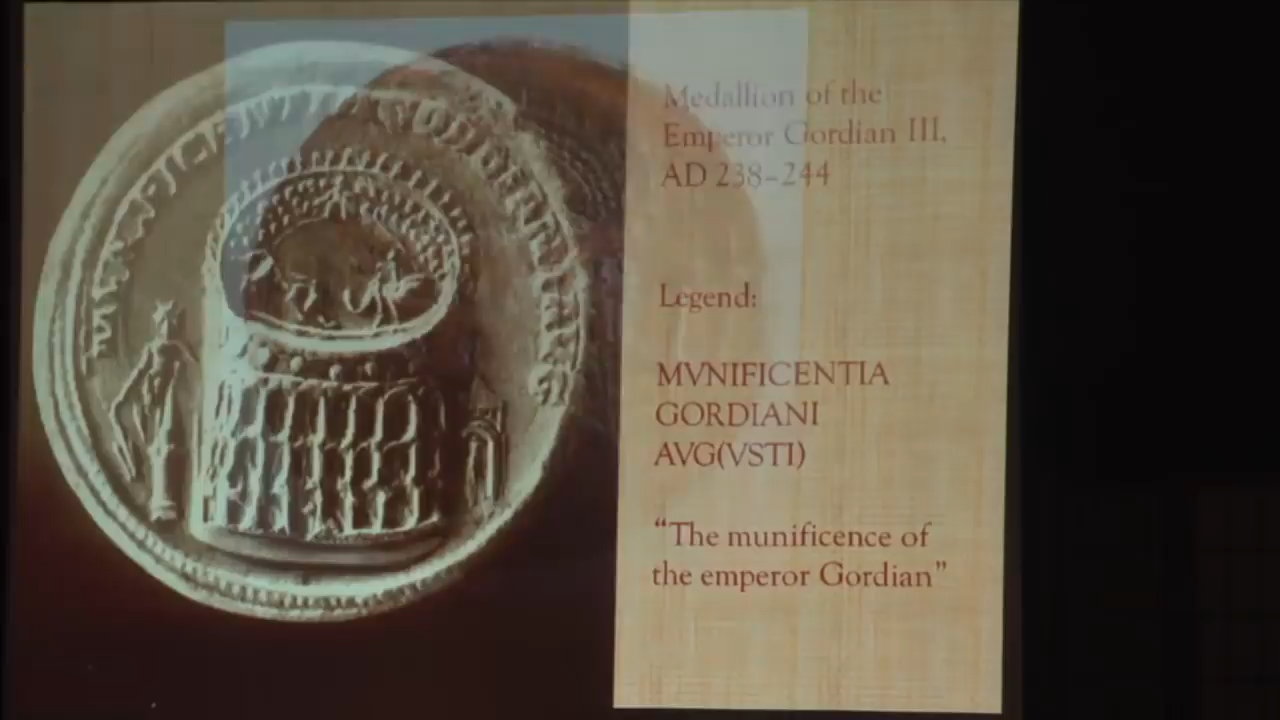 Medallion of the
Emperor Gordian III,
AD 238–244
Legend:
MVNIFICENTIA
GORDIANI
AVG(VSTI)
“The munificence of
the emperor Gordian”